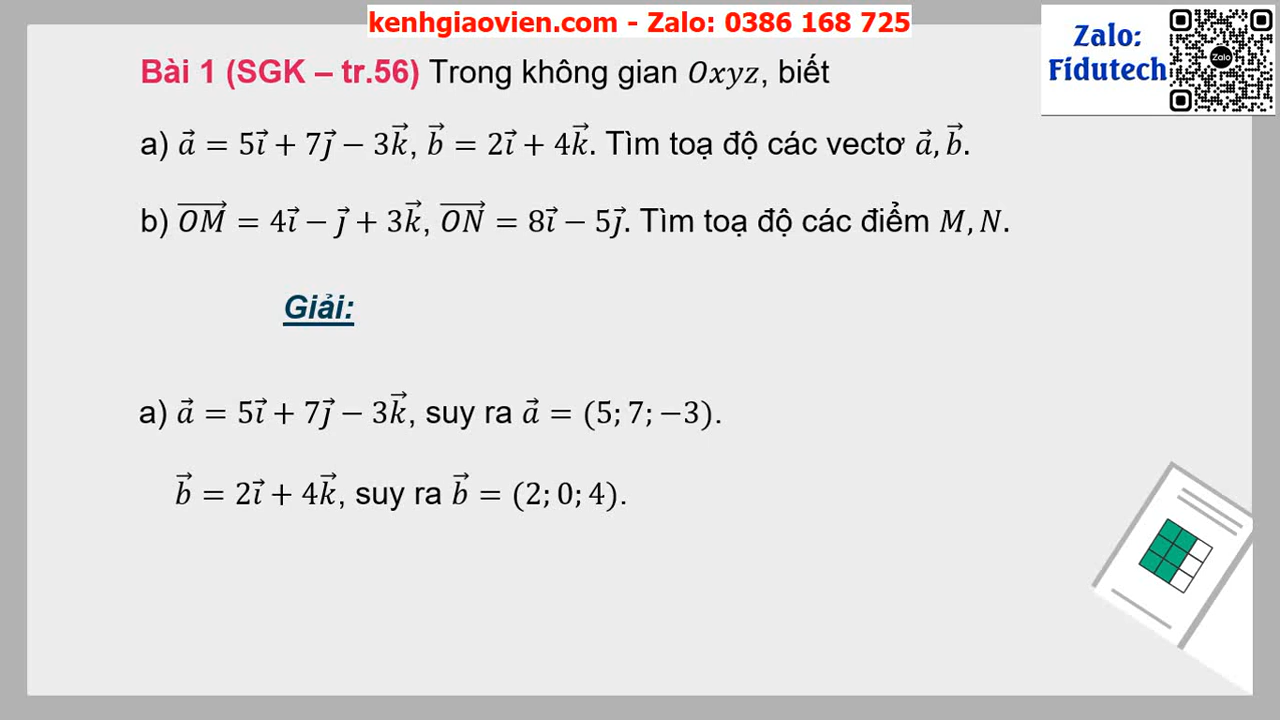 kenhgiaovien.com - Zalo: 0386 168 725
Zalo:
Fidutech
Zalo
Bài 1 (SGK – tr.56) Trong không gian Oxyz, biết
a) a⃗ = 5i⃗ + 7j⃗ − 3k⃗, b⃗ = 2i⃗ + 4k⃗. Tìm toạ độ các vectơ a⃗, b⃗.
b) OM⃗ = 4i⃗ − j⃗ + 3k⃗, ON⃗ = 8i⃗ − 5j⃗. Tìm toạ độ các điểm M, N.
Giải:
a) a⃗ = 5i⃗ + 7j⃗ − 3k⃗, suy ra a⃗ = (5; 7; −3).
b⃗ = 2i⃗ + 4k⃗, suy ra b⃗ = (2; 0; 4).